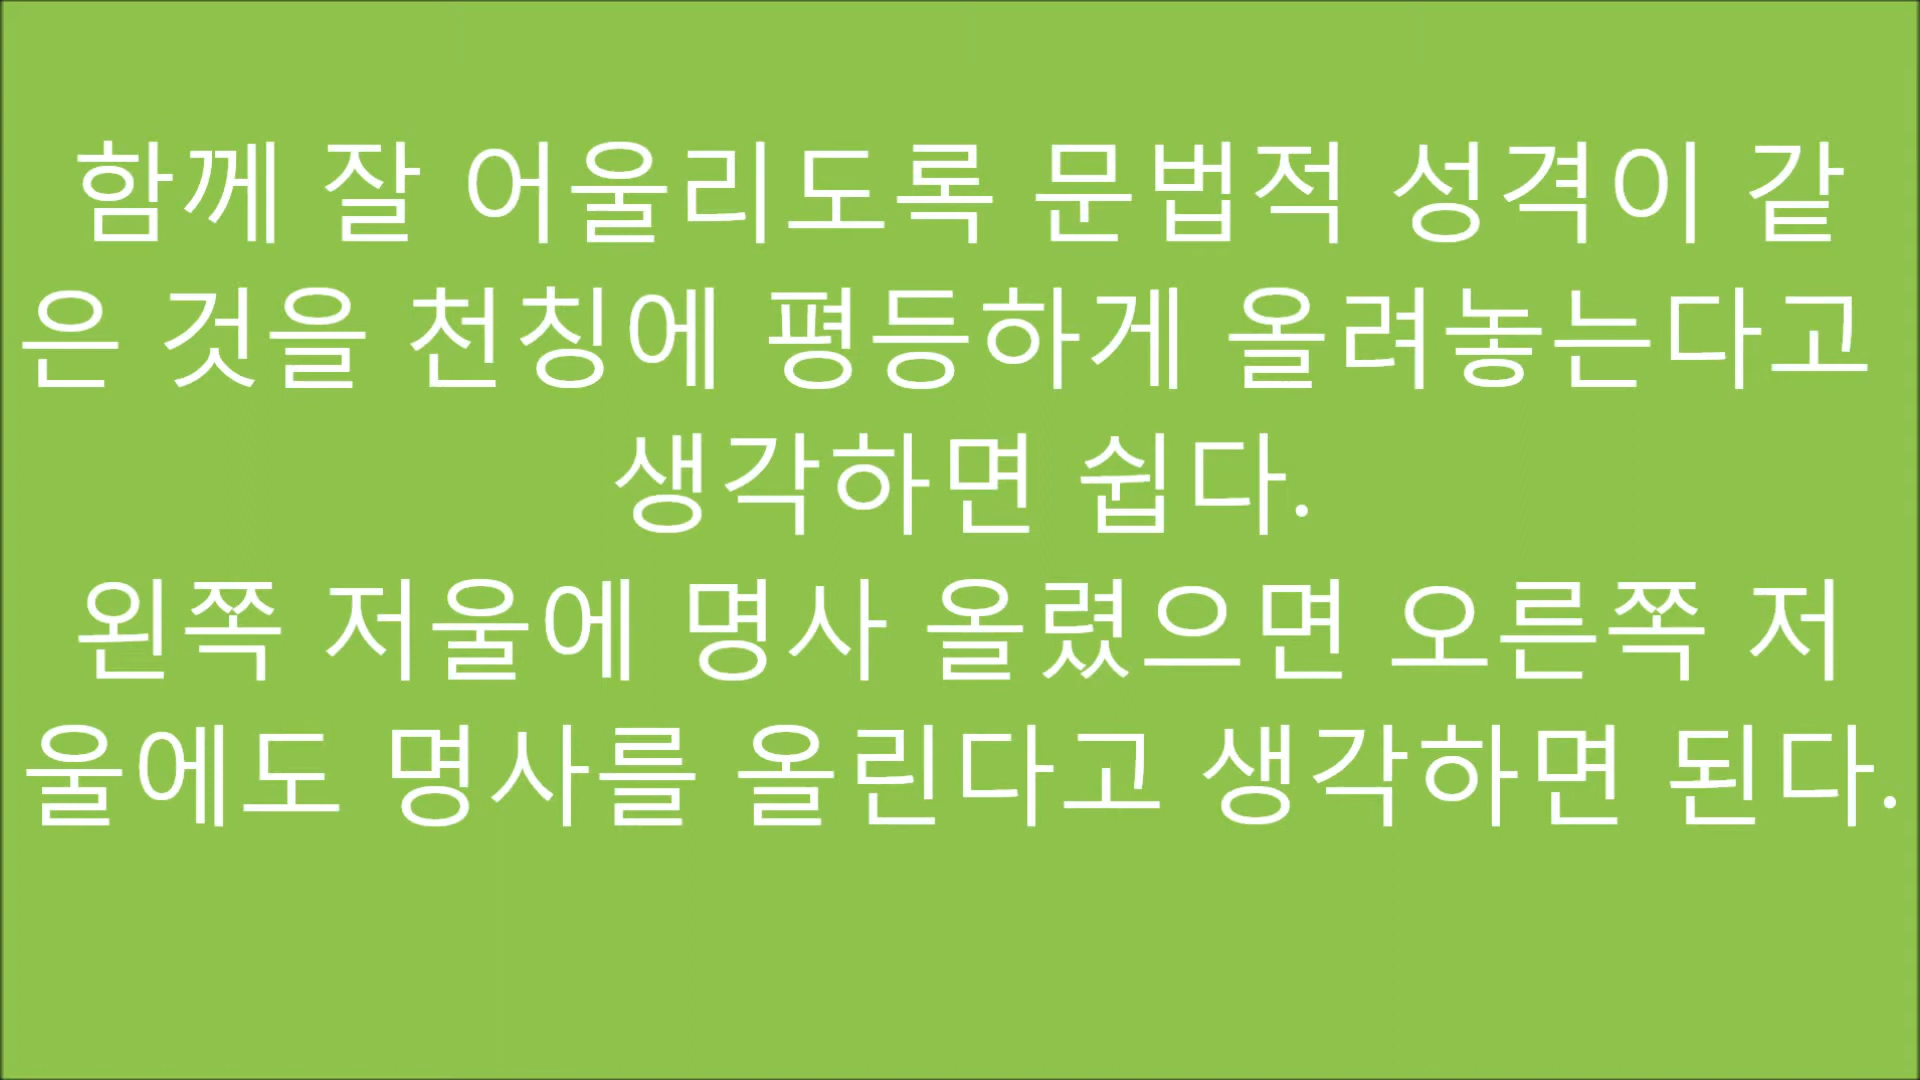 함께 잘 어울리도록 문법적 성격이 같
은 것을 천칭에 평등하게 올려놓는다고
생각하면 쉽다.
왼쪽 저울에 명사 올렸으면 오른쪽 저
울에도 명사를 올린다고 생각하면 된다.